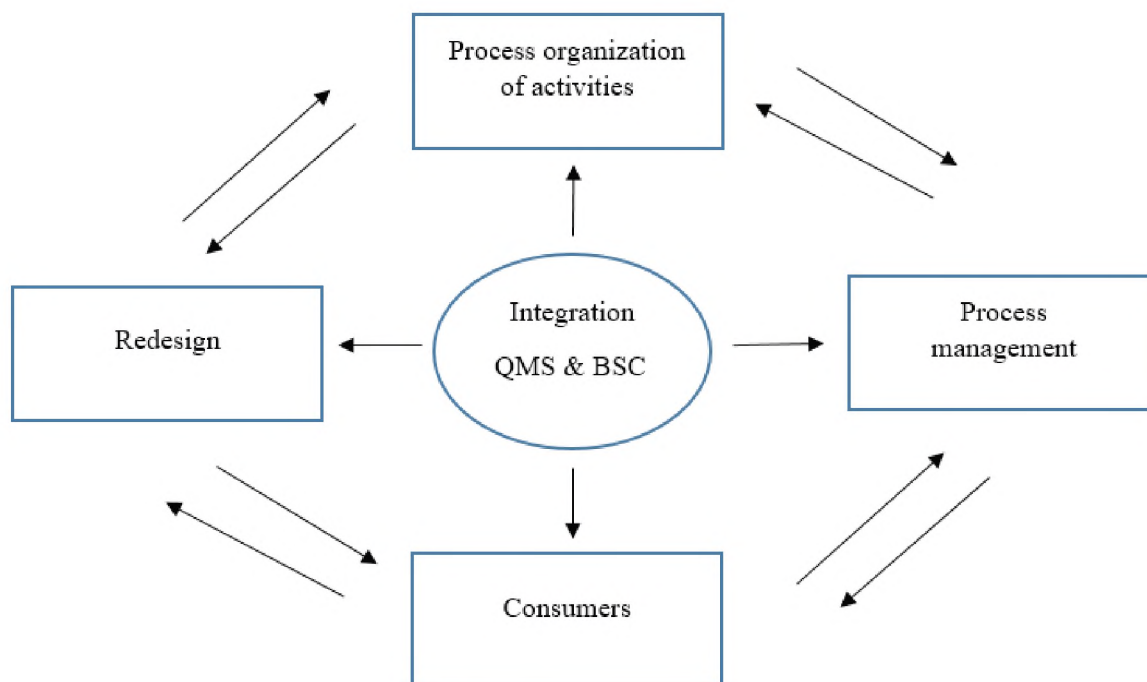 Process organization
of activities
Redesign
Integration
QMS & BSC
Process
management
Consumers